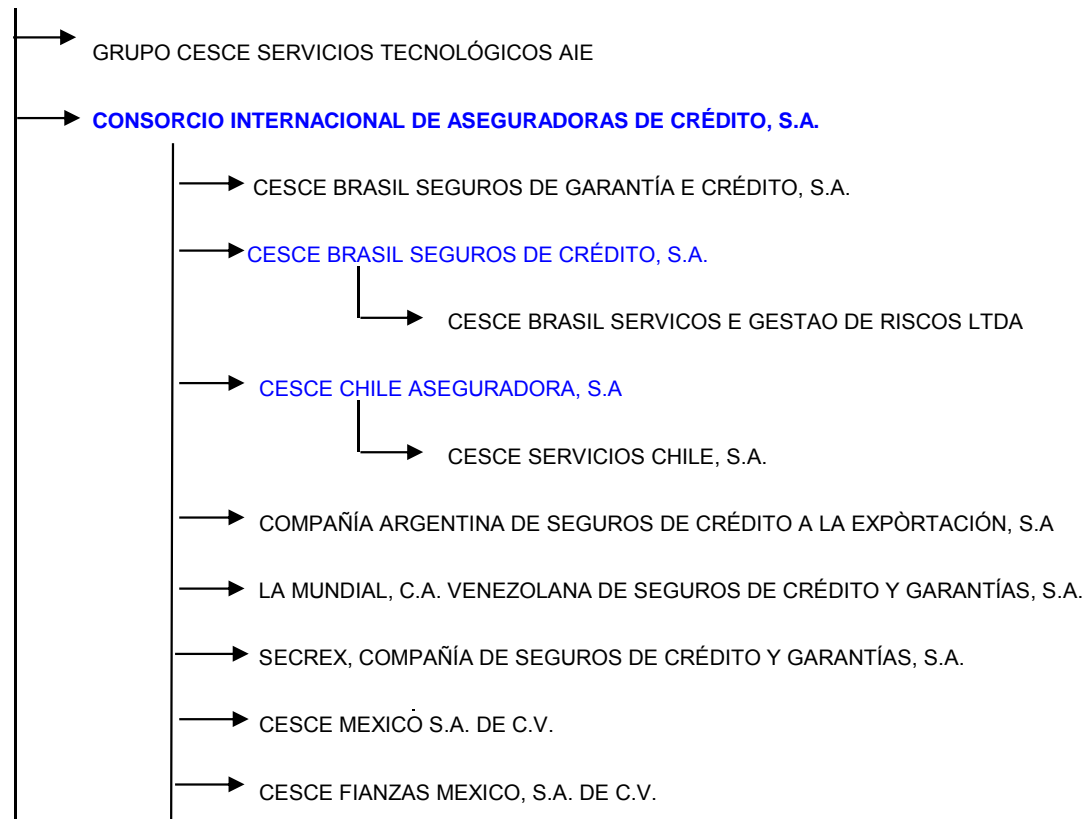 GRUPO CESCE SERVICIOS TECNOLÓGICOS AIE
CONSORCIO INTERNACIONAL DE ASEGURADORAS DE CRÉDITO, S.A.
CESCE BRASIL SEGUROS DE GARANTÍA E CRÉDITO, S.A.
CESCE BRASIL SEGUROS DE CRÉDITO, S.A.
CESCE BRASIL SERVICOS E GESTAO DE RISCOS LTDA
CESCE CHILE ASEGURADORA, S.A
CESCE SERVICIOS CHILE, S.A.
COMPAÑÍA ARGENTINA DE SEGUROS DE CRÉDITO A LA EXPÒRTACIÓN, S.A
LA MUNDIAL, C.A. VENEZOLANA DE SEGUROS DE CRÉDITO Y GARANTÍAS, S.A.
SECREX, COMPAÑÍA DE SEGUROS DE CRÉDITO Y GARANTÍAS, S.A.
CESCE MEXICO S.A. DE C.V.
CESCE FIANZAS MEXICO, S.A. DE C.V.